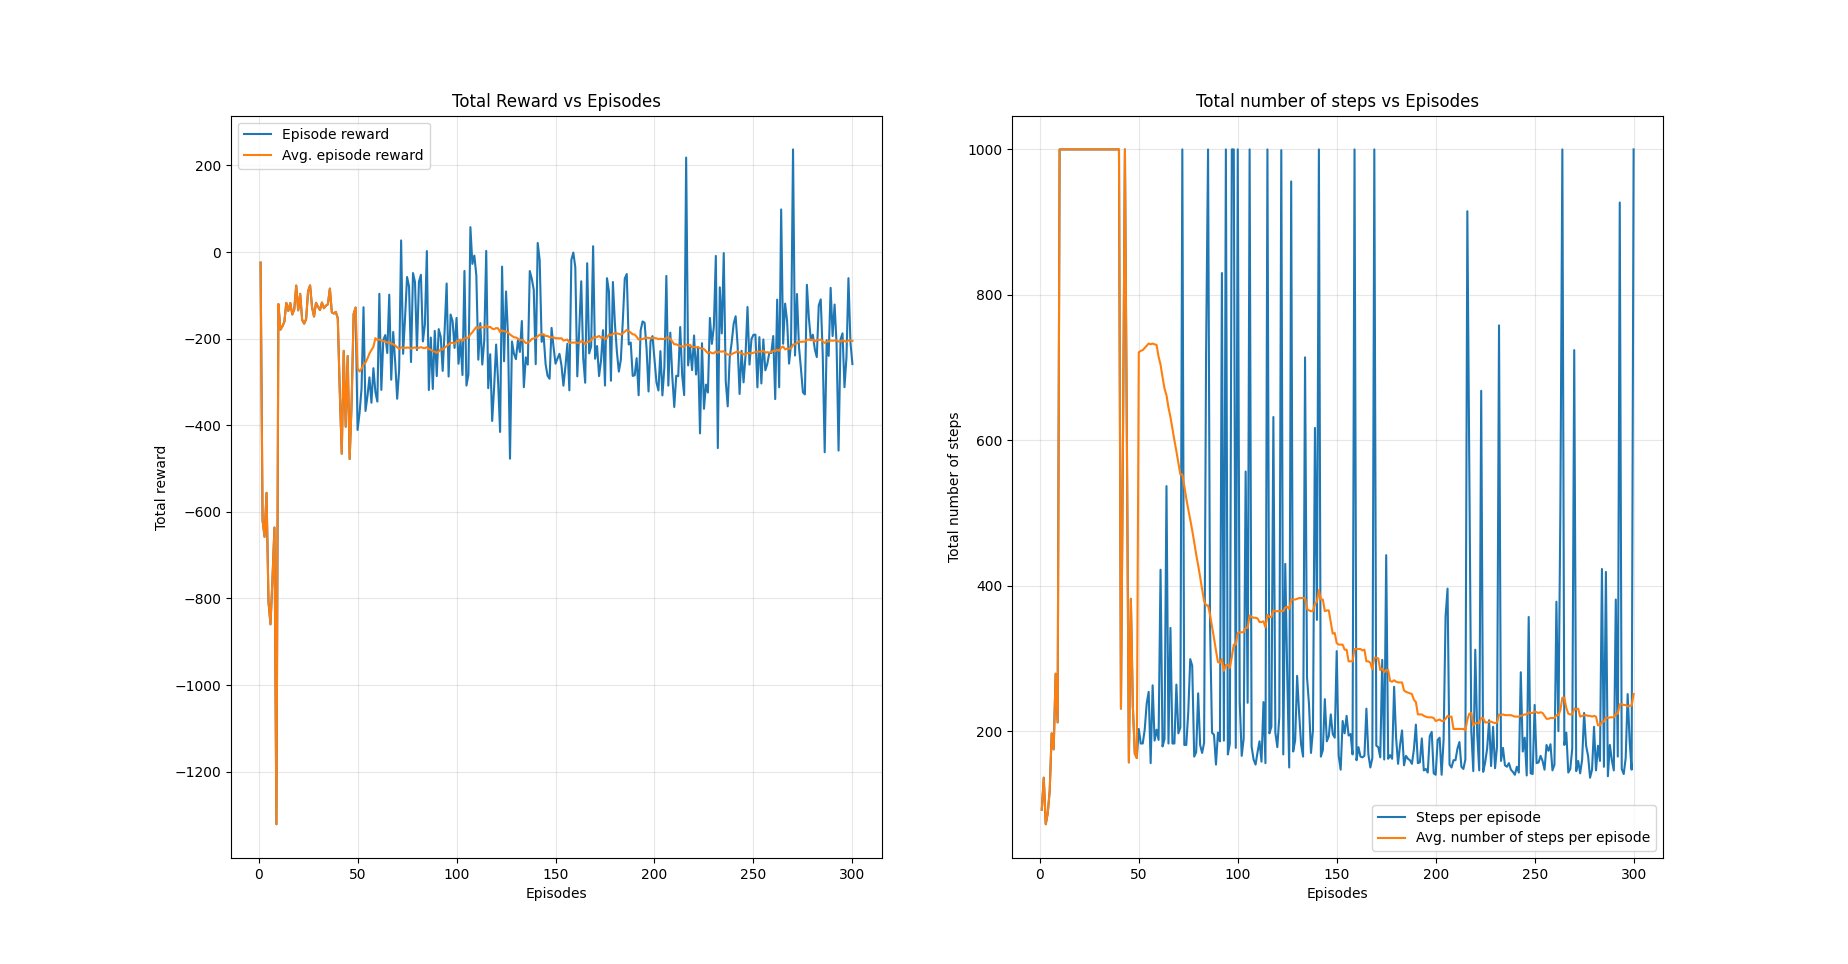 Total Reward vs Episodes
Episode reward
Avg. episode reward
200
0
−200
−400
−600
−800
−1000
−1200
Total reward
0
50
100
150
200
250
300
Episodes
Total number of steps vs Episodes
1000
800
600
400
200
Total number of steps
Steps per episode
Avg. number of steps per episode
0
50
100
150
200
250
300
Episodes